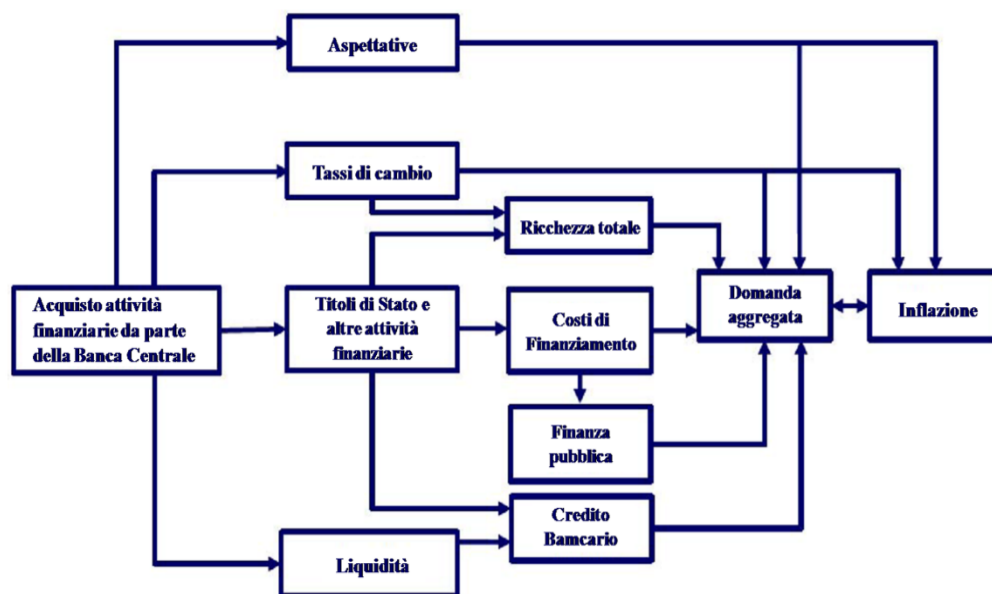 Aspettative
Tassi di cambio
Ricchezza totale
Acquisto attività
finanziarie da parte
della Banca Centrale
Titoli di Stato e
altre attività
finanziarie
Costi di
Finanziamento
Domanda
aggregata
Inflazione
Finanza
pubblica
Credito
Bamcario
Liquidità